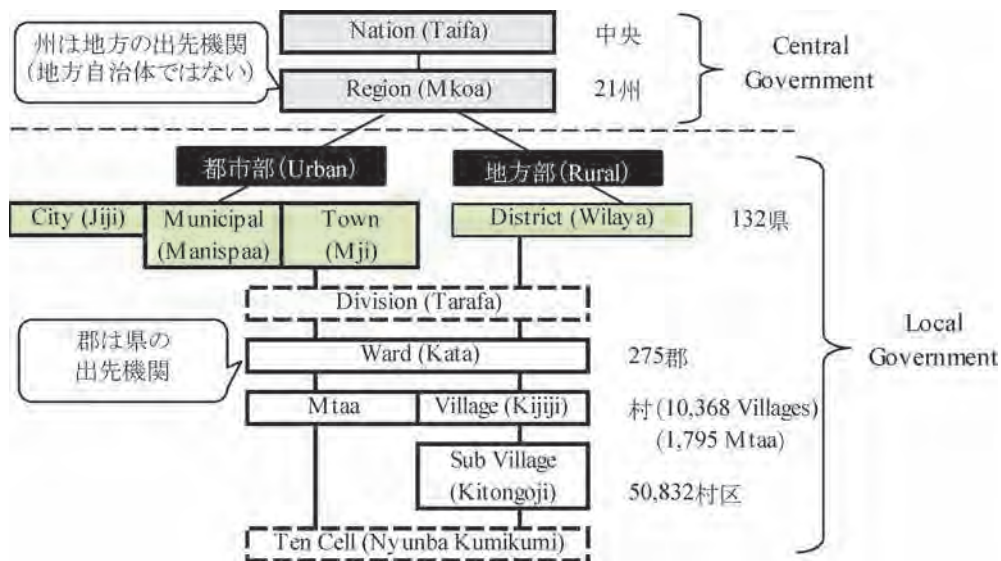 州は地方の出先機関
(地方自治体ではない)
Nation (Taifa)
中央
Region (Mkoa)
21州
Central
Government
都市部(Urban)
地方部(Rural)
City (Jiji)
Municipal
(Manispaa)
Town
(Mji)
District (Wilaya)
132県
Division (Tarafa)
郡は県の
出先機関
Ward (Kata)
275郡
Local
Government
Mtaa
Village (Kijiji)
村(10,368 Villages)
(1,795 Mtaa)
Sub Village
(Kitongoji)
50,832村区
Ten Cell (Nyunba Kumikumi)